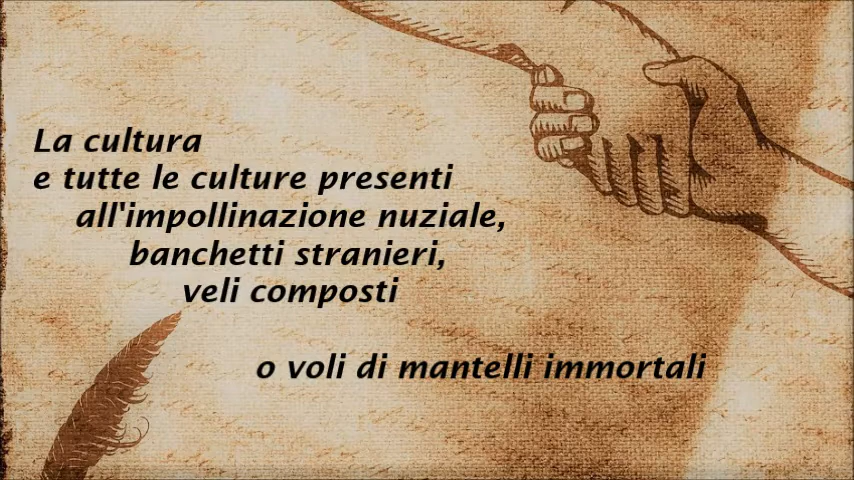 La cultura
e tutte le culture presenti
all'impollinazione nuziale,
banchetti stranieri,
veli composti
o voli di mantelli immortali